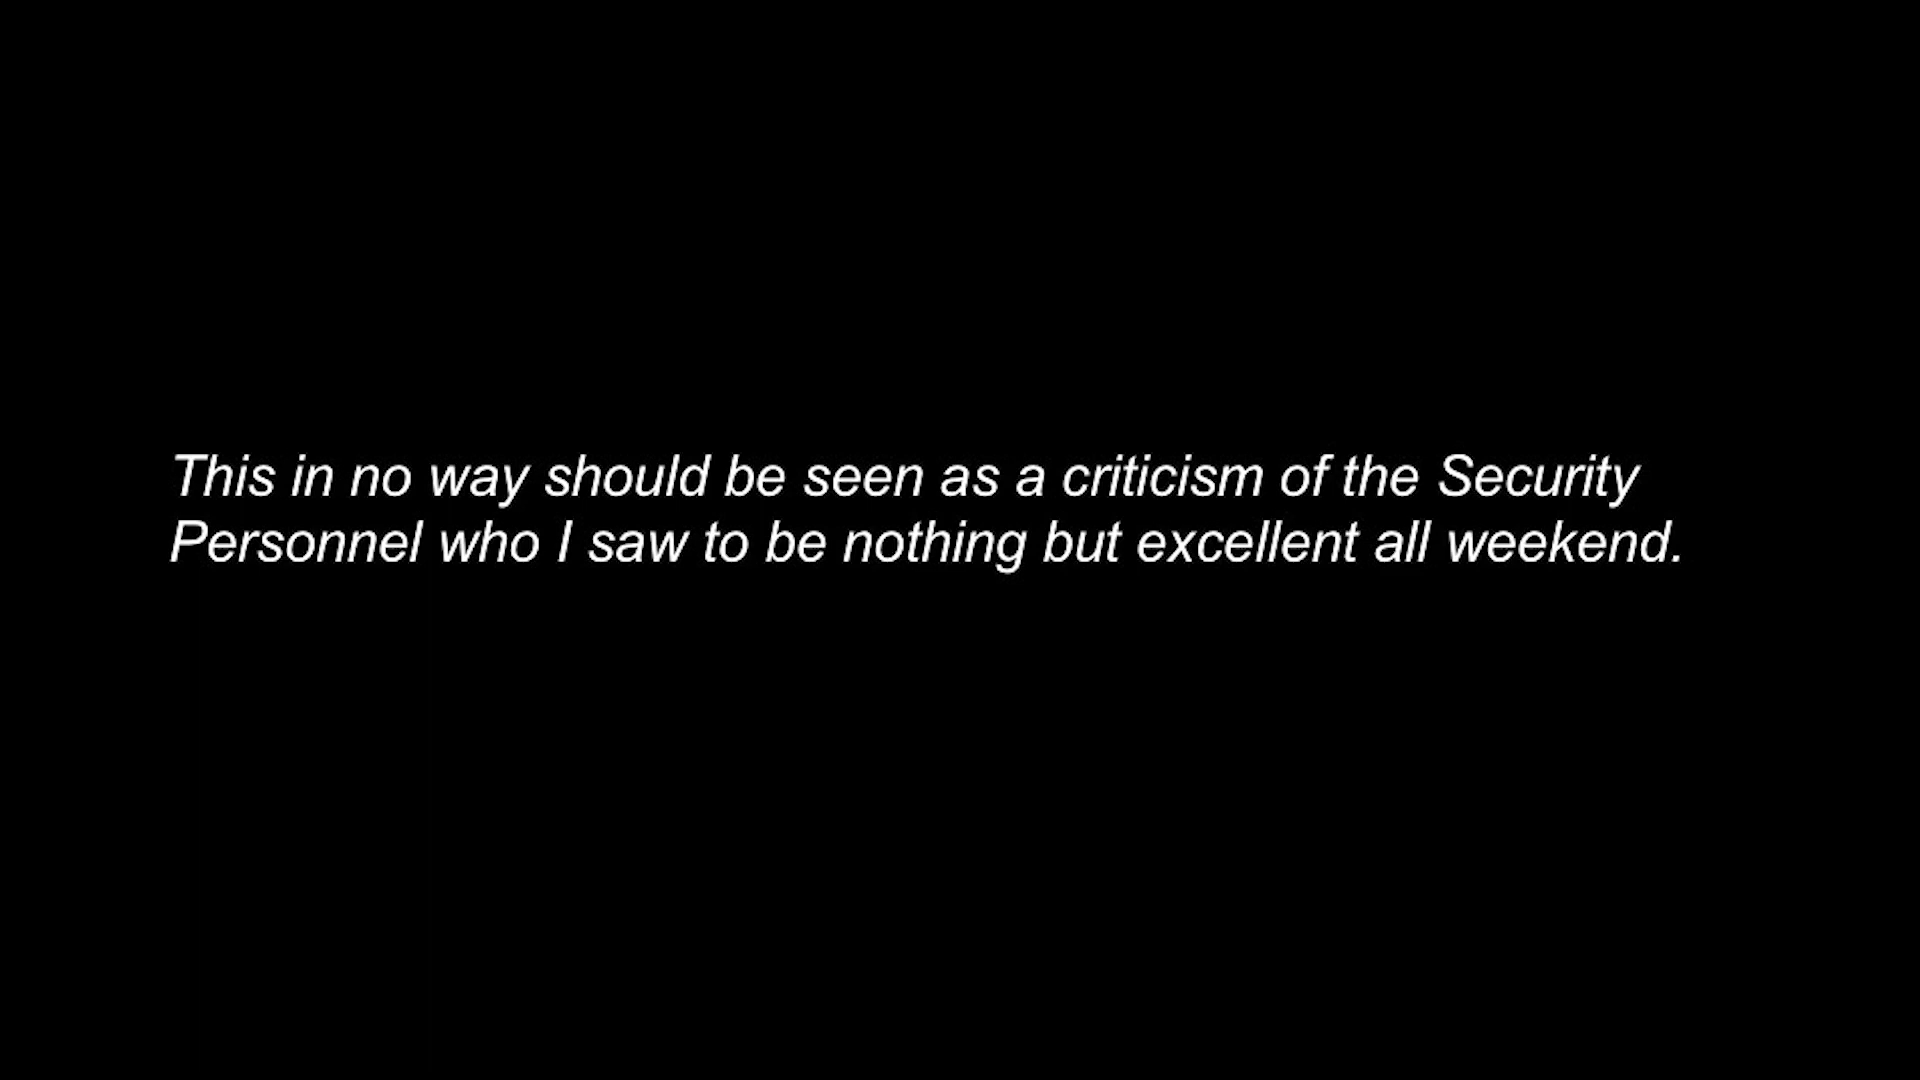 This in no way should be seen as a criticism of the Security
Personnel who I saw to be nothing but excellent all weekend.